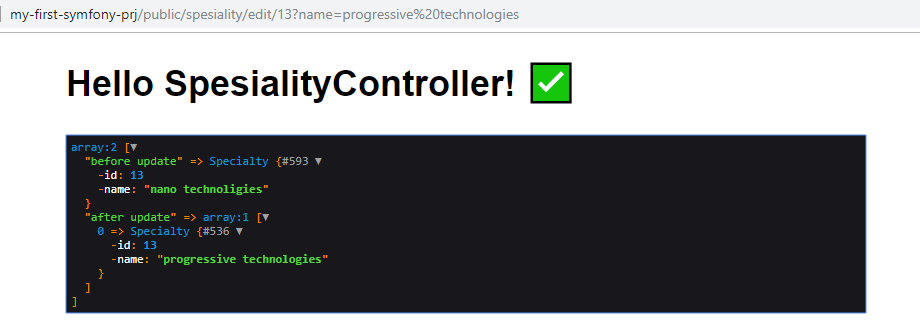 my-first-symfony-prj/public/spesiality/edit/13?name=progressive%20technologies
Hello SpesialityController! ✅
array:2 [▼
  "before update" => Specialty {#593 ▼
    -id: 13
    -name: "nano technoligies"
  }
  "after update" => array:1 [▼
    0 => Specialty {#536 ▼
      -id: 13
      -name: "progressive technologies"
    }
  ]
]